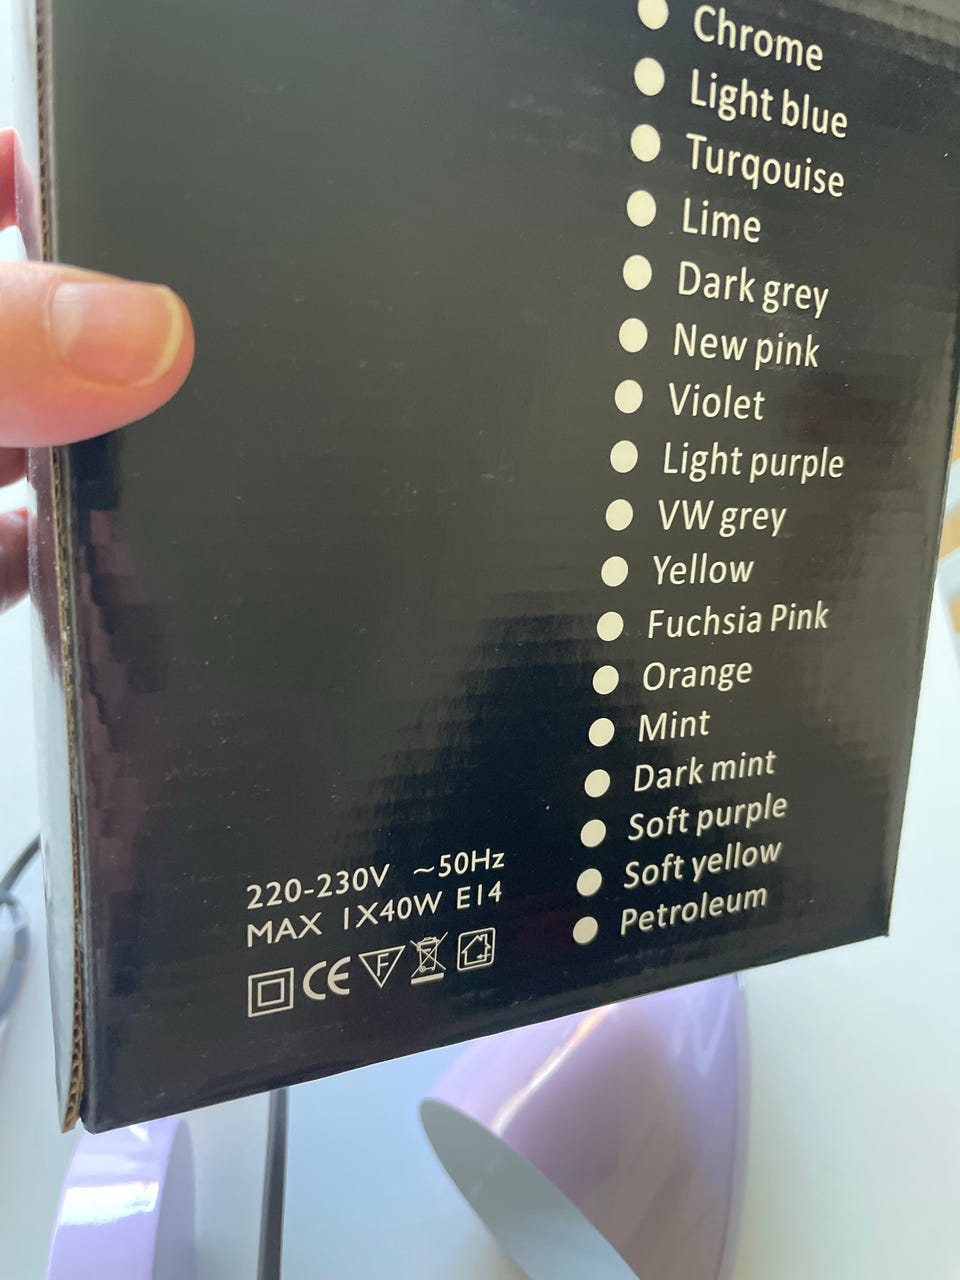 Chrome
Light blue
Turqouise
Lime
Dark grey
New pink
Violet
Light purple
VW grey
Yellow
Fuchsia Pink
Orange
Mint
Dark mint
Soft purple
Soft yellow
Petroleum
220-230V ~50Hz
MAX 1X40W E14
CE F